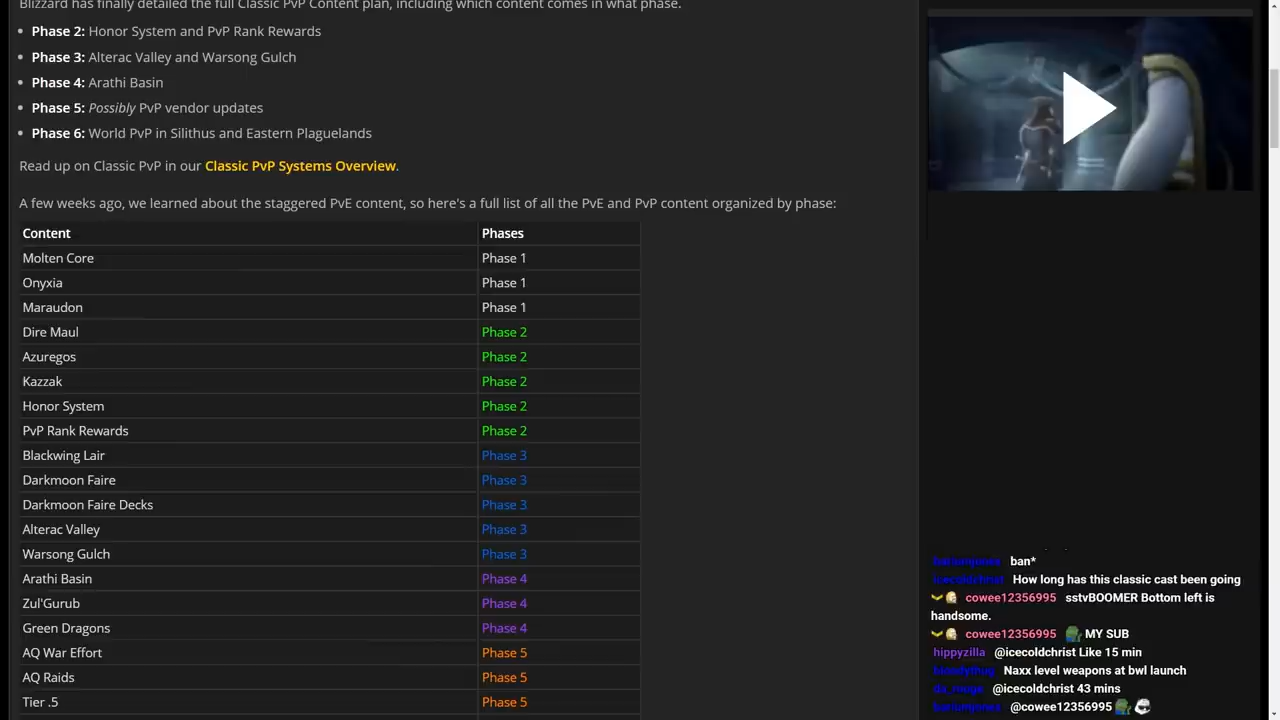 Blizzard has finally detailed the full Classic PvP Content plan, including which content comes in what phase.
Phase 2: Honor System and PvP Rank Rewards
Phase 3: Alterac Valley and Warsong Gulch
Phase 4: Arathi Basin
Phase 5: Possibly PvP vendor updates
Phase 6: World PvP in Silithus and Eastern Plaguelands
Read up on Classic PvP in our Classic PvP Systems Overview.
A few weeks ago, we learned about the staggered PvE content, so here's a full list of all the PvE and PvP content organized by phase:
Content Phases
Molten Core Phase 1
Onyxia Phase 1
Maraudon Phase 1
Dire Maul Phase 2
Azuregos Phase 2
Kazzak Phase 2
Honor System Phase 2
PvP Rank Rewards Phase 2
Blackwing Lair Phase 3
Darkmoon Faire Phase 3
Darkmoon Faire Decks Phase 3
Alterac Valley Phase 3
Warsong Gulch Phase 3
Arathi Basin Phase 4
Zul'Gurub Phase 4
Green Dragons Phase 4
AQ War Effort Phase 5
AQ Raids Phase 5
Tier .5 Phase 5
ban*
icecoldchrist How long has this classic cast been going
cowee12356995 sstvBOOMER Bottom left is
handsome.
cowee12356995 MY SUB
hippyzilla @icecoldchrist Like 15 min
Naxx level weapons at bwl launch
@icecoldchrist 43 mins
@cowee12356995